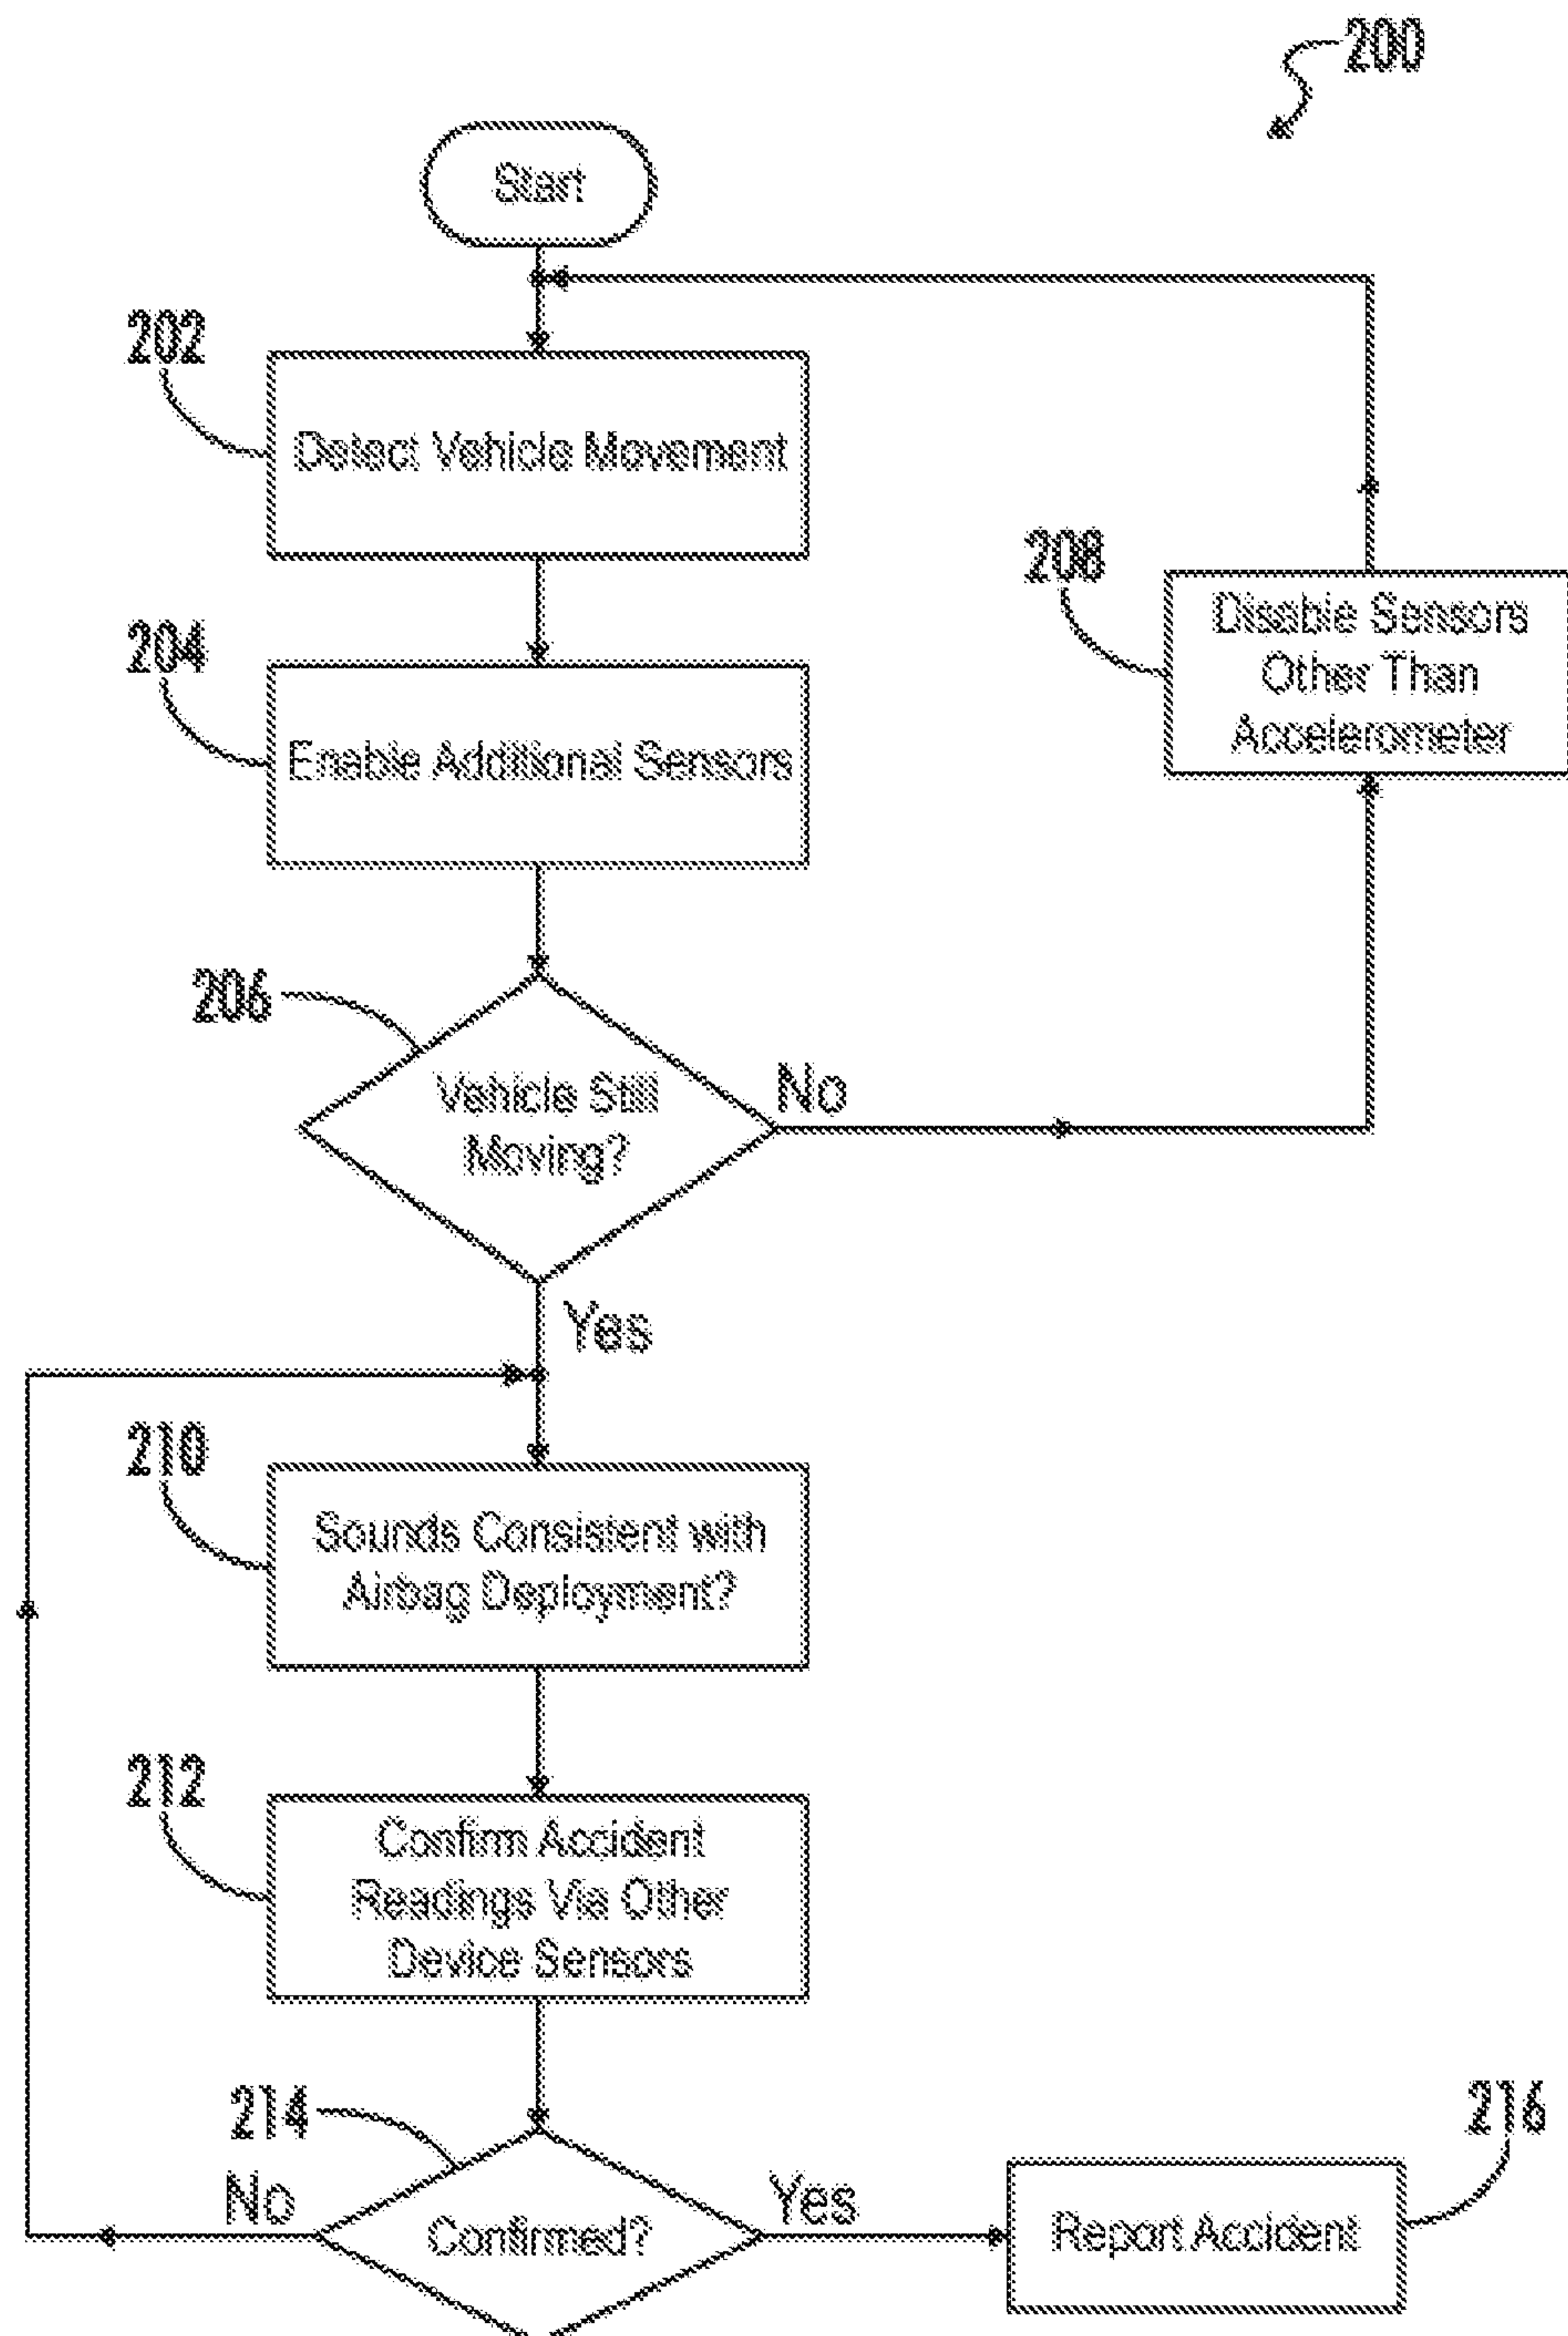 200
Start
202
Detect Vehicle Movement
204
Enable Additional Sensors
208
Disable Sensors
Other Than
Accelerometer
206
Vehicle Still
Moving?
No
Yes
210
Sounds Consistent with
Airbag Deployment?
212
Confirm Accident
Readings Via Other
Device Sensors
214
No
Confirmed?
Yes
216
Report Accident